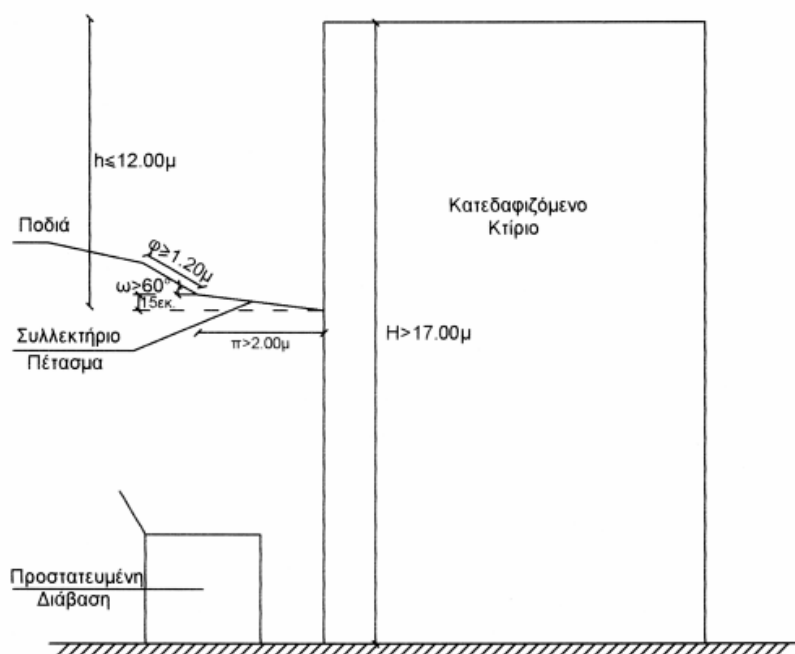 h≤12.00μ
Κατεδαφιζόμενο
Κτίριο
Ποδιά
φ≥1.20μ
ω>60°
15εκ.
Συλλεκτήριο
Πέτασμα
π>2.00μ
H>17.00μ
Προστατευμένη
Διάβαση